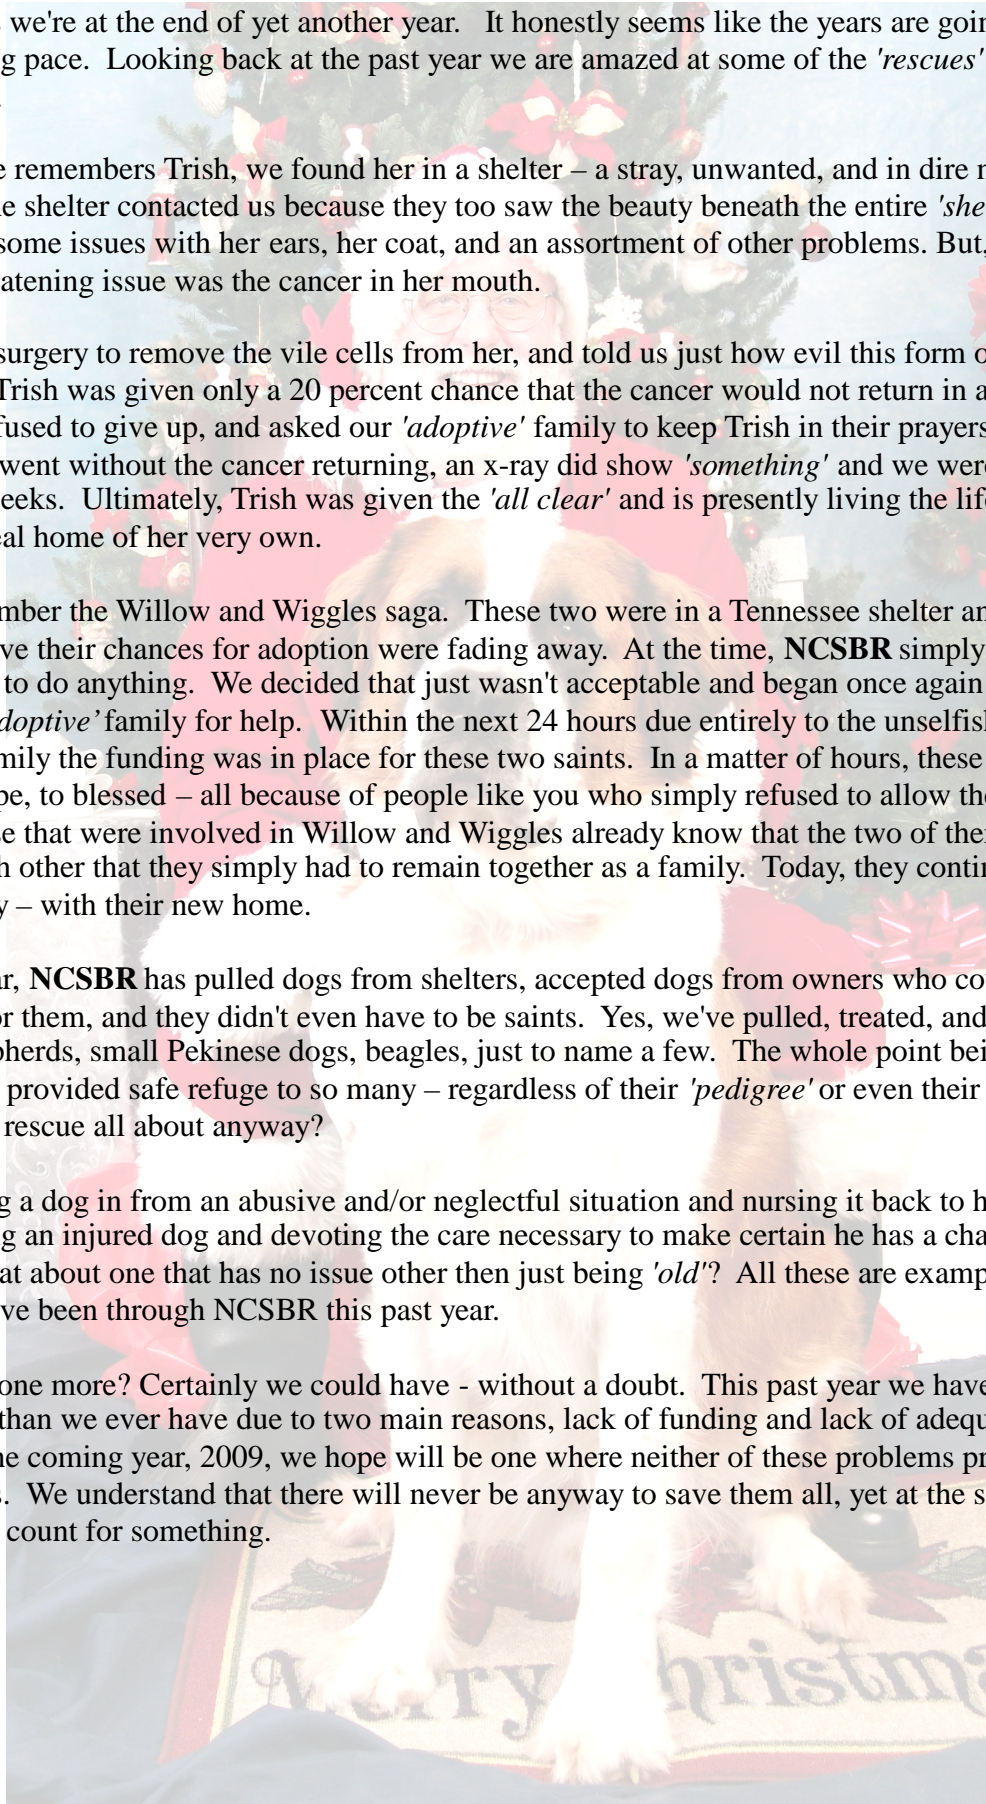 we're at the end of yet another year. It honestly seems like the years are goin
g pace. Looking back at the past year we are amazed at some of the 'rescues'
.
e remembers Trish, we found her in a shelter – a stray, unwanted, and in dire n
he shelter contacted us because they too saw the beauty beneath the entire 'she
some issues with her ears, her coat, and an assortment of other problems. But,
atening issue was the cancer in her mouth.
surgery to remove the vile cells from her, and told us just how evil this form o
Trish was given only a 20 percent chance that the cancer would not return in a
fused to give up, and asked our 'adoptive' family to keep Trish in their prayers
went without the cancer returning, an x-ray did show 'something' and we were
eeks. Ultimately, Trish was given the 'all clear' and is presently living the life
eal home of her very own.
mber the Willow and Wiggles saga. These two were in a Tennessee shelter an
ve their chances for adoption were fading away. At the time, NCSBR simply
to do anything. We decided that just wasn't acceptable and began once again
doptive’ family for help. Within the next 24 hours due entirely to the unselfish
mily the funding was in place for these two saints. In a matter of hours, these
pe, to blessed – all because of people like you who simply refused to allow the
se that were involved in Willow and Wiggles already know that the two of then
h other that they simply had to remain together as a family. Today, they contin
y – with their new home.
ar, NCSBR has pulled dogs from shelters, accepted dogs from owners who co
or them, and they didn't even have to be saints. Yes, we've pulled, treated, and
pherds, small Pekinese dogs, beagles, just to name a few. The whole point bei
provided safe refuge to so many – regardless of their 'pedigree' or even their
rescue all about anyway?
g a dog in from an abusive and/or neglectful situation and nursing it back to h
g an injured dog and devoting the care necessary to make certain he has a cha
at about one that has no issue other then just being 'old'? All these are examp
ve been through NCSBR this past year.
one more? Certainly we could have - without a doubt. This past year we have
than we ever have due to two main reasons, lack of funding and lack of adequ
he coming year, 2009, we hope will be one where neither of these problems pr
s. We understand that there will never be anyway to save them all, yet at the s
count for something.
Merry Christma